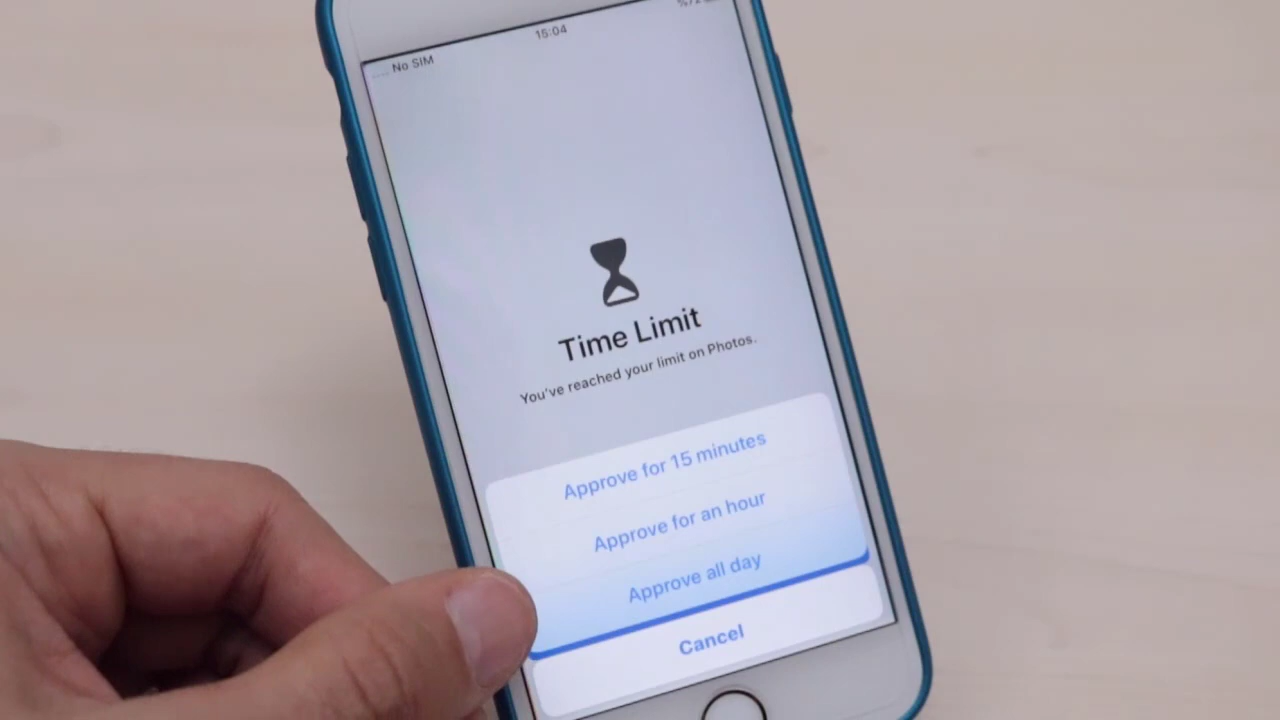 15:04
No SIM
Time Limit
You've reached your limit on Photos.
Approve for 15 minutes
Approve for an hour
Approve all day
Cancel